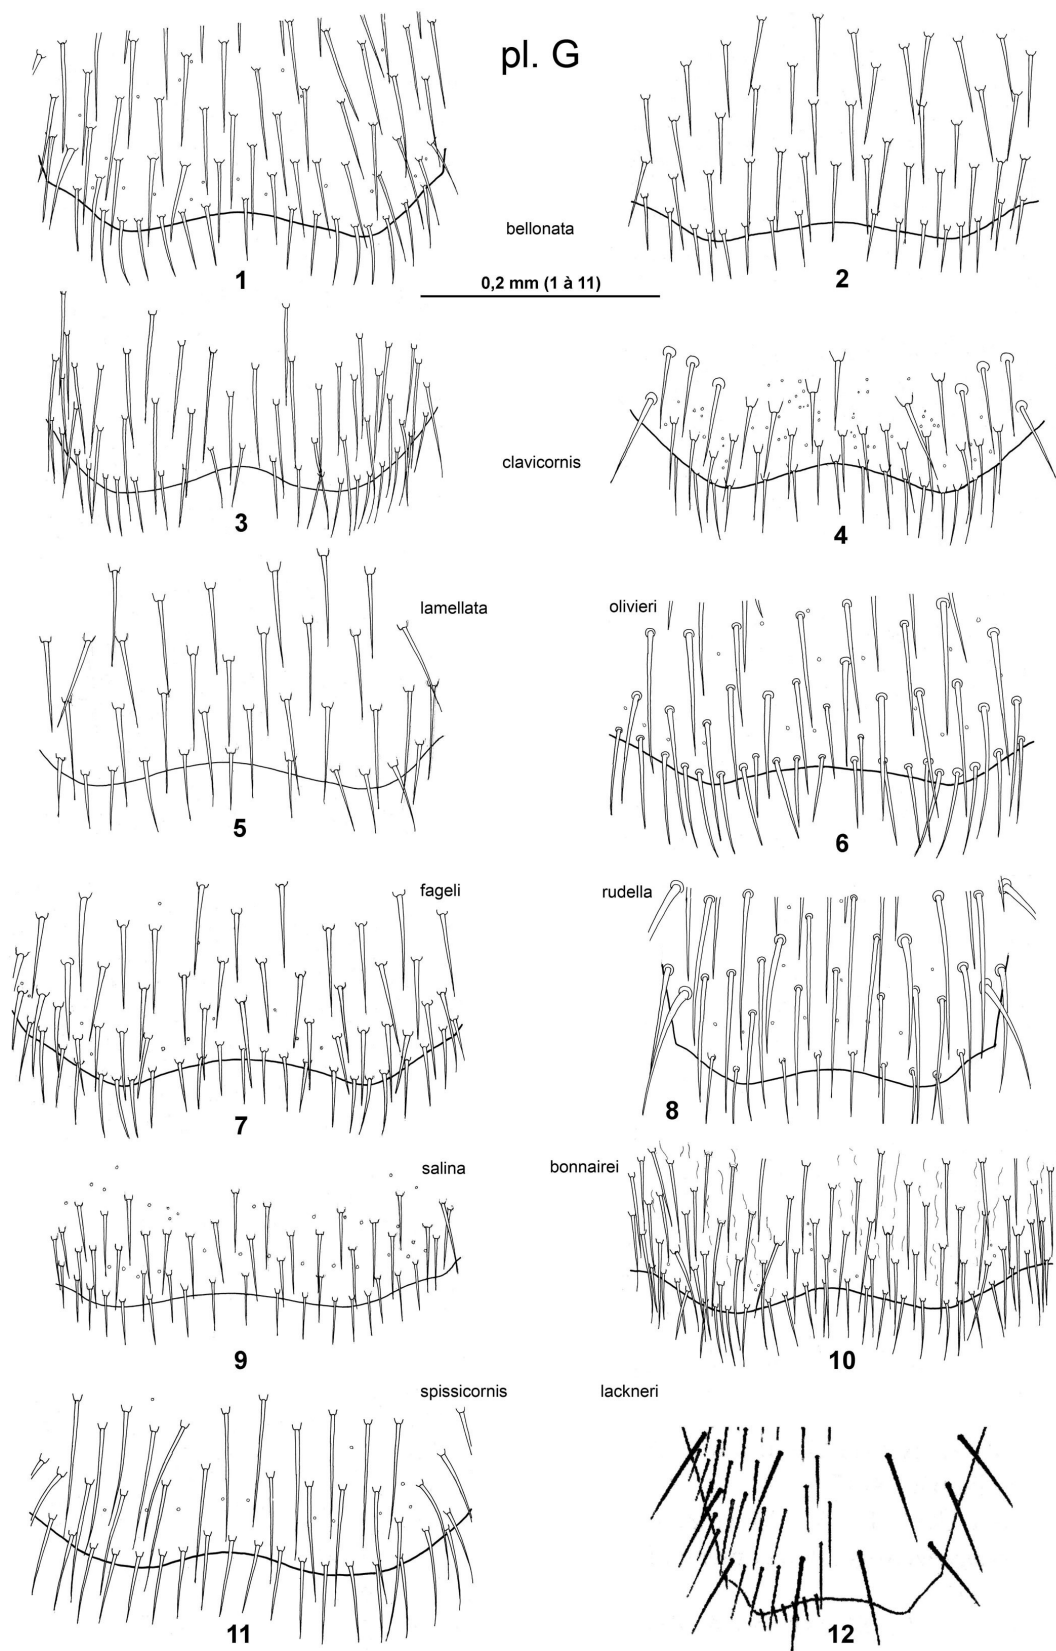 pl. G
bellonata
1
2
0,2 mm (1 à 11)
clavicornis
3
4
lamellata
olivieri
5
6
fageli
rudella
7
8
salina
bonnairei
9
10
spissicornis
lackneri
11
12